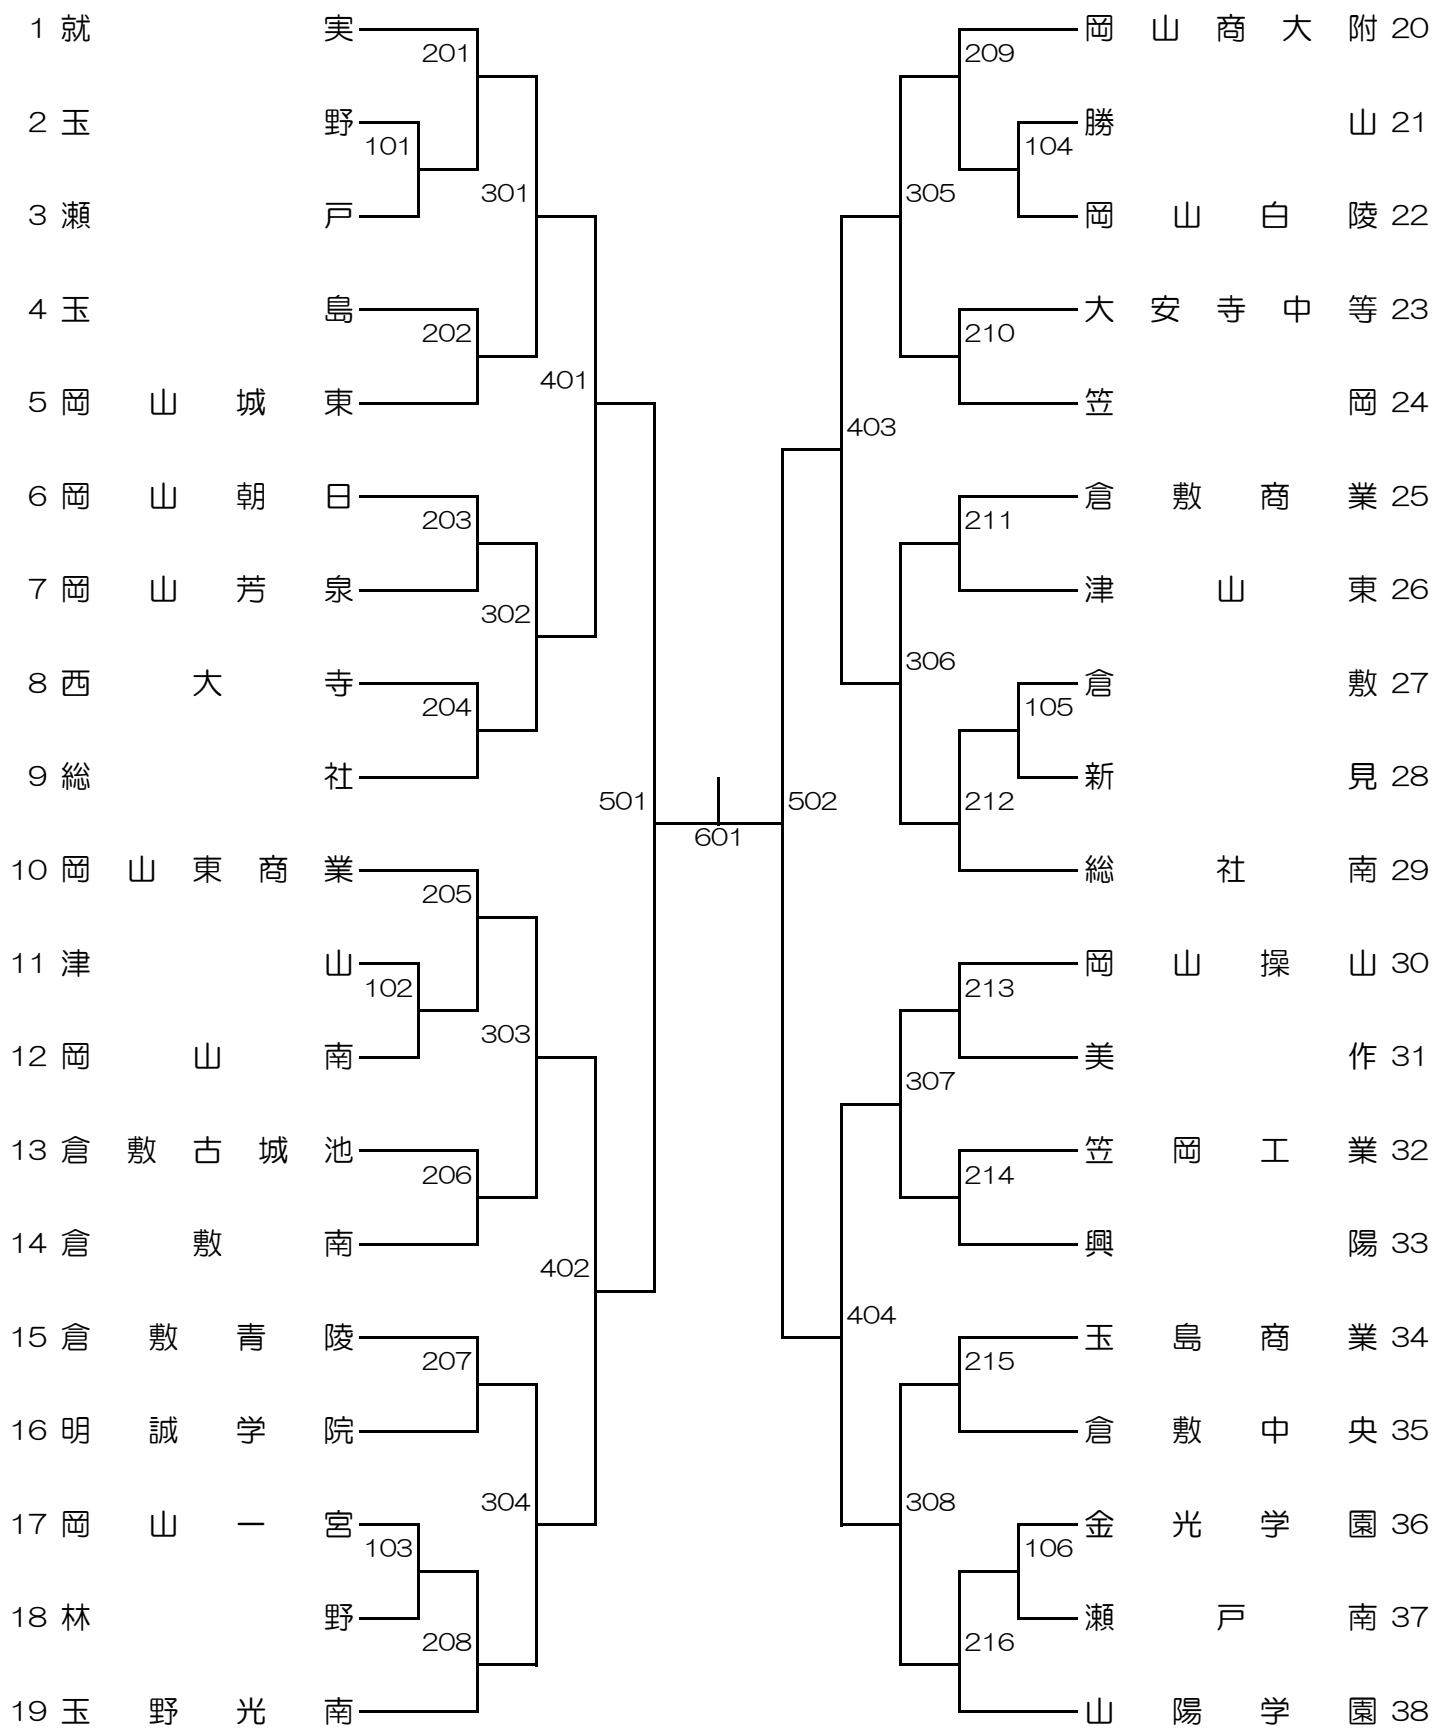 1 就実
201
2 玉野
101
3 瀬戸
301
4 玉島
202
5 岡山城東
401
6 岡山朝日
203
7 岡山芳泉
302
8 西大寺
204
9 総社
501
10 岡山東商業
205
11 津山
102
12 岡山南
303
13 倉敷古城池
206
14 倉敷南
402
15 倉敷青陵
207
16 明誠学院
304
17 岡山一宮
103
18 林野
208
19 玉野光南
601
岡山商大附 20
209
勝山 21
104
岡山白陵 22
305
大安寺中等 23
210
笠岡 24
403
倉敷商業 25
211
津山東 26
306
倉敷 27
105
新見 28
502
212
総社南 29
岡山操山 30
213
美作 31
307
笠岡工業 32
214
興陽 33
404
玉島商業 34
215
倉敷中央 35
308
金光学園 36
106
瀬戸南 37
216
山陽学園 38